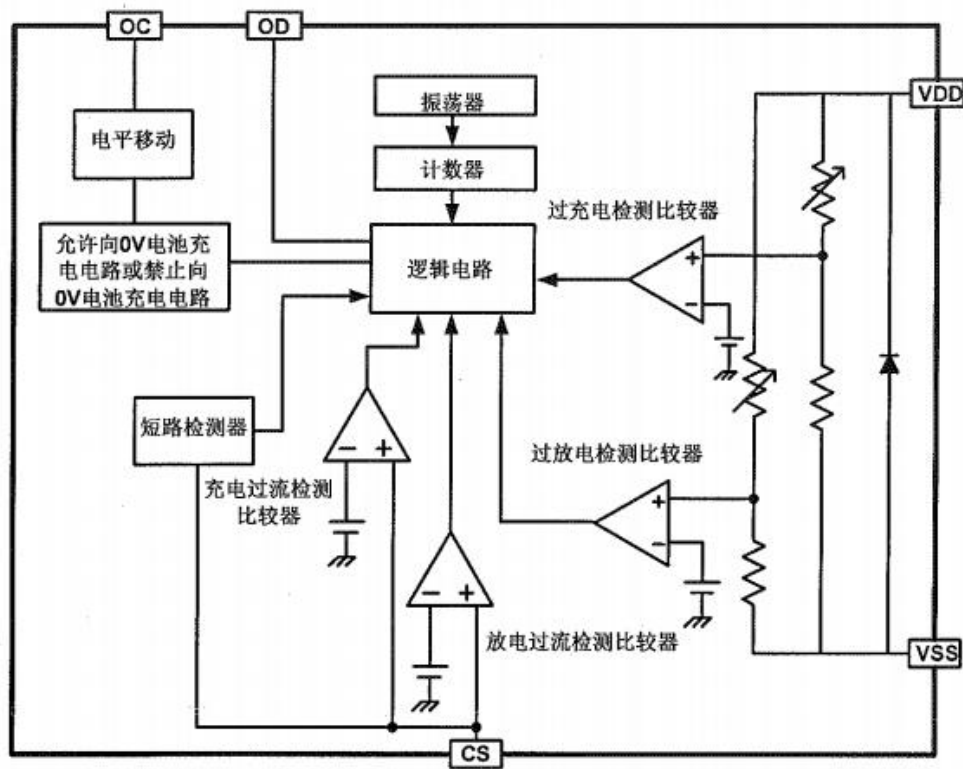 OC
OD
振荡器
VDD
电平移动
计数器
过充电检测比较器
允许向0V电池充
电电路或禁止向
0V电池充电电路
逻辑电路
+
−
短路检测器
− +
过放电检测比较器
充电过流检测
比较器
+
−
− +
放电过流检测比较器
VSS
CS